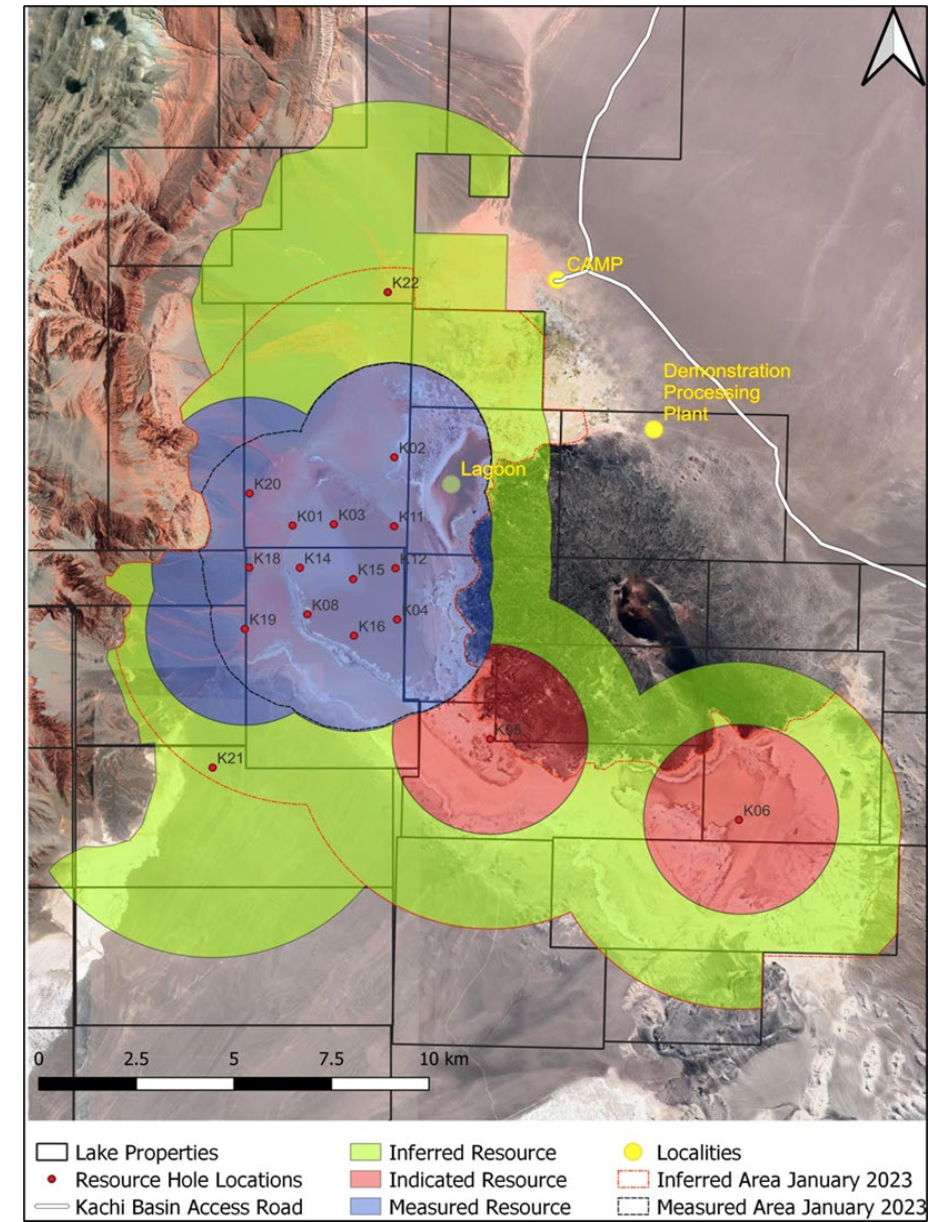 K22
CAMP
Demonstration
Processing
Plant
K02
Lagoon
K20
K01
K03
K11
K18
K14
K15
K12
K08
K04
K19
K16
K05
K21
K06
0 2.5 5 7.5 10 km
Lake Properties
Inferred Resource
Localities
Resource Hole Locations
Indicated Resource
Inferred Area January 2023
Kachi Basin Access Road
Measured Resource
Measured Area January 2023